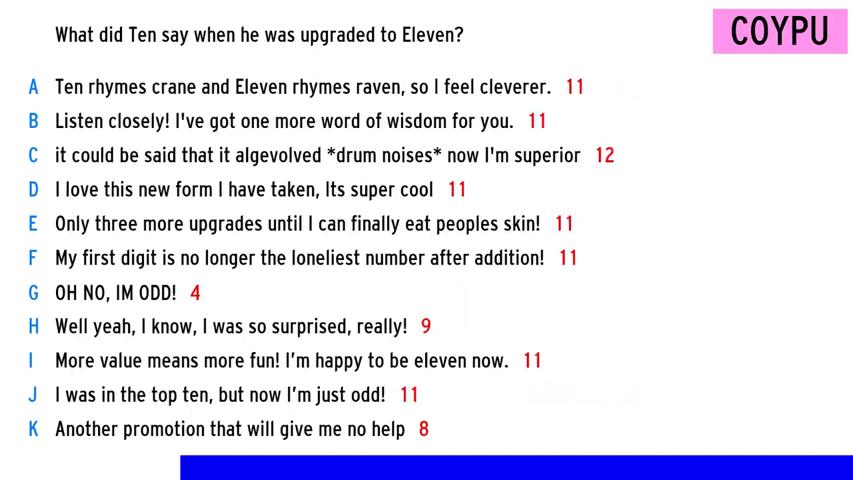 What did Ten say when he was upgraded to Eleven?
COYPU
A Ten rhymes crane and Eleven rhymes raven, so I feel cleverer. 11
B Listen closely! I've got one more word of wisdom for you. 11
C it could be said that it algevolved *drum noises* now I'm superior 12
D I love this new form I have taken, Its super cool 11
E Only three more upgrades until I can finally eat peoples skin! 11
F My first digit is no longer the loneliest number after addition! 11
G OH NO, IM ODD! 4
H Well yeah, I know, I was so surprised, really! 9
I More value means more fun! I’m happy to be eleven now. 11
J I was in the top ten, but now I’m just odd! 11
K Another promotion that will give me no help 8